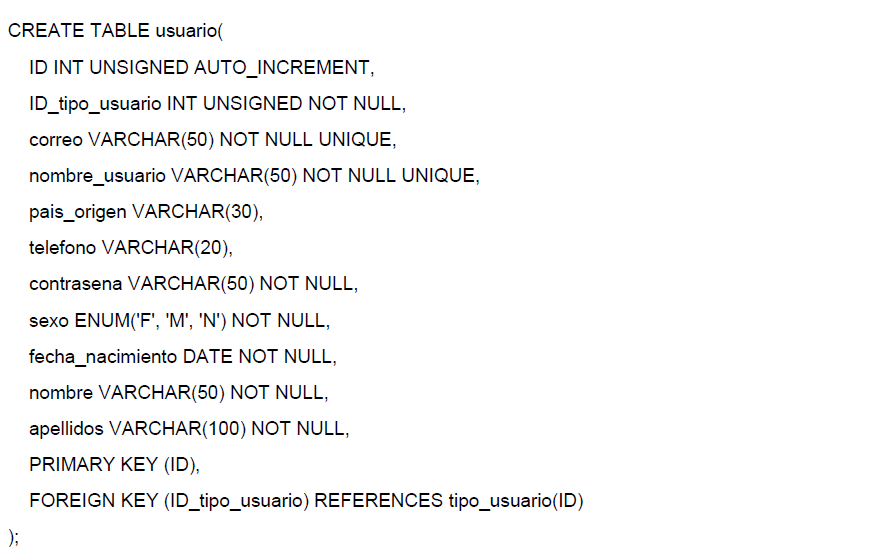 CREATE TABLE usuario(
ID INT UNSIGNED AUTO_INCREMENT,
ID_tipo_usuario INT UNSIGNED NOT NULL,
correo VARCHAR(50) NOT NULL UNIQUE,
nombre_usuario VARCHAR(50) NOT NULL UNIQUE,
pais_origen VARCHAR(30),
telefono VARCHAR(20),
contrasena VARCHAR(50) NOT NULL,
sexo ENUM('F', 'M', 'N') NOT NULL,
fecha_nacimiento DATE NOT NULL,
nombre VARCHAR(50) NOT NULL,
apellidos VARCHAR(100) NOT NULL,
PRIMARY KEY (ID),
FOREIGN KEY (ID_tipo_usuario) REFERENCES tipo_usuario(ID)
);